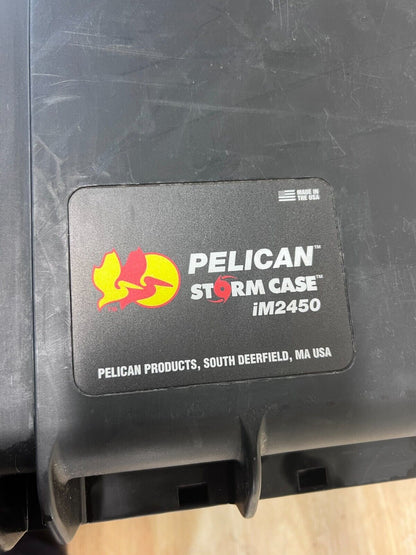 MADE IN
THE USA
PELICAN™
STORM CASE™
iM2450
PELICAN PRODUCTS, SOUTH DEERFIELD, MA USA